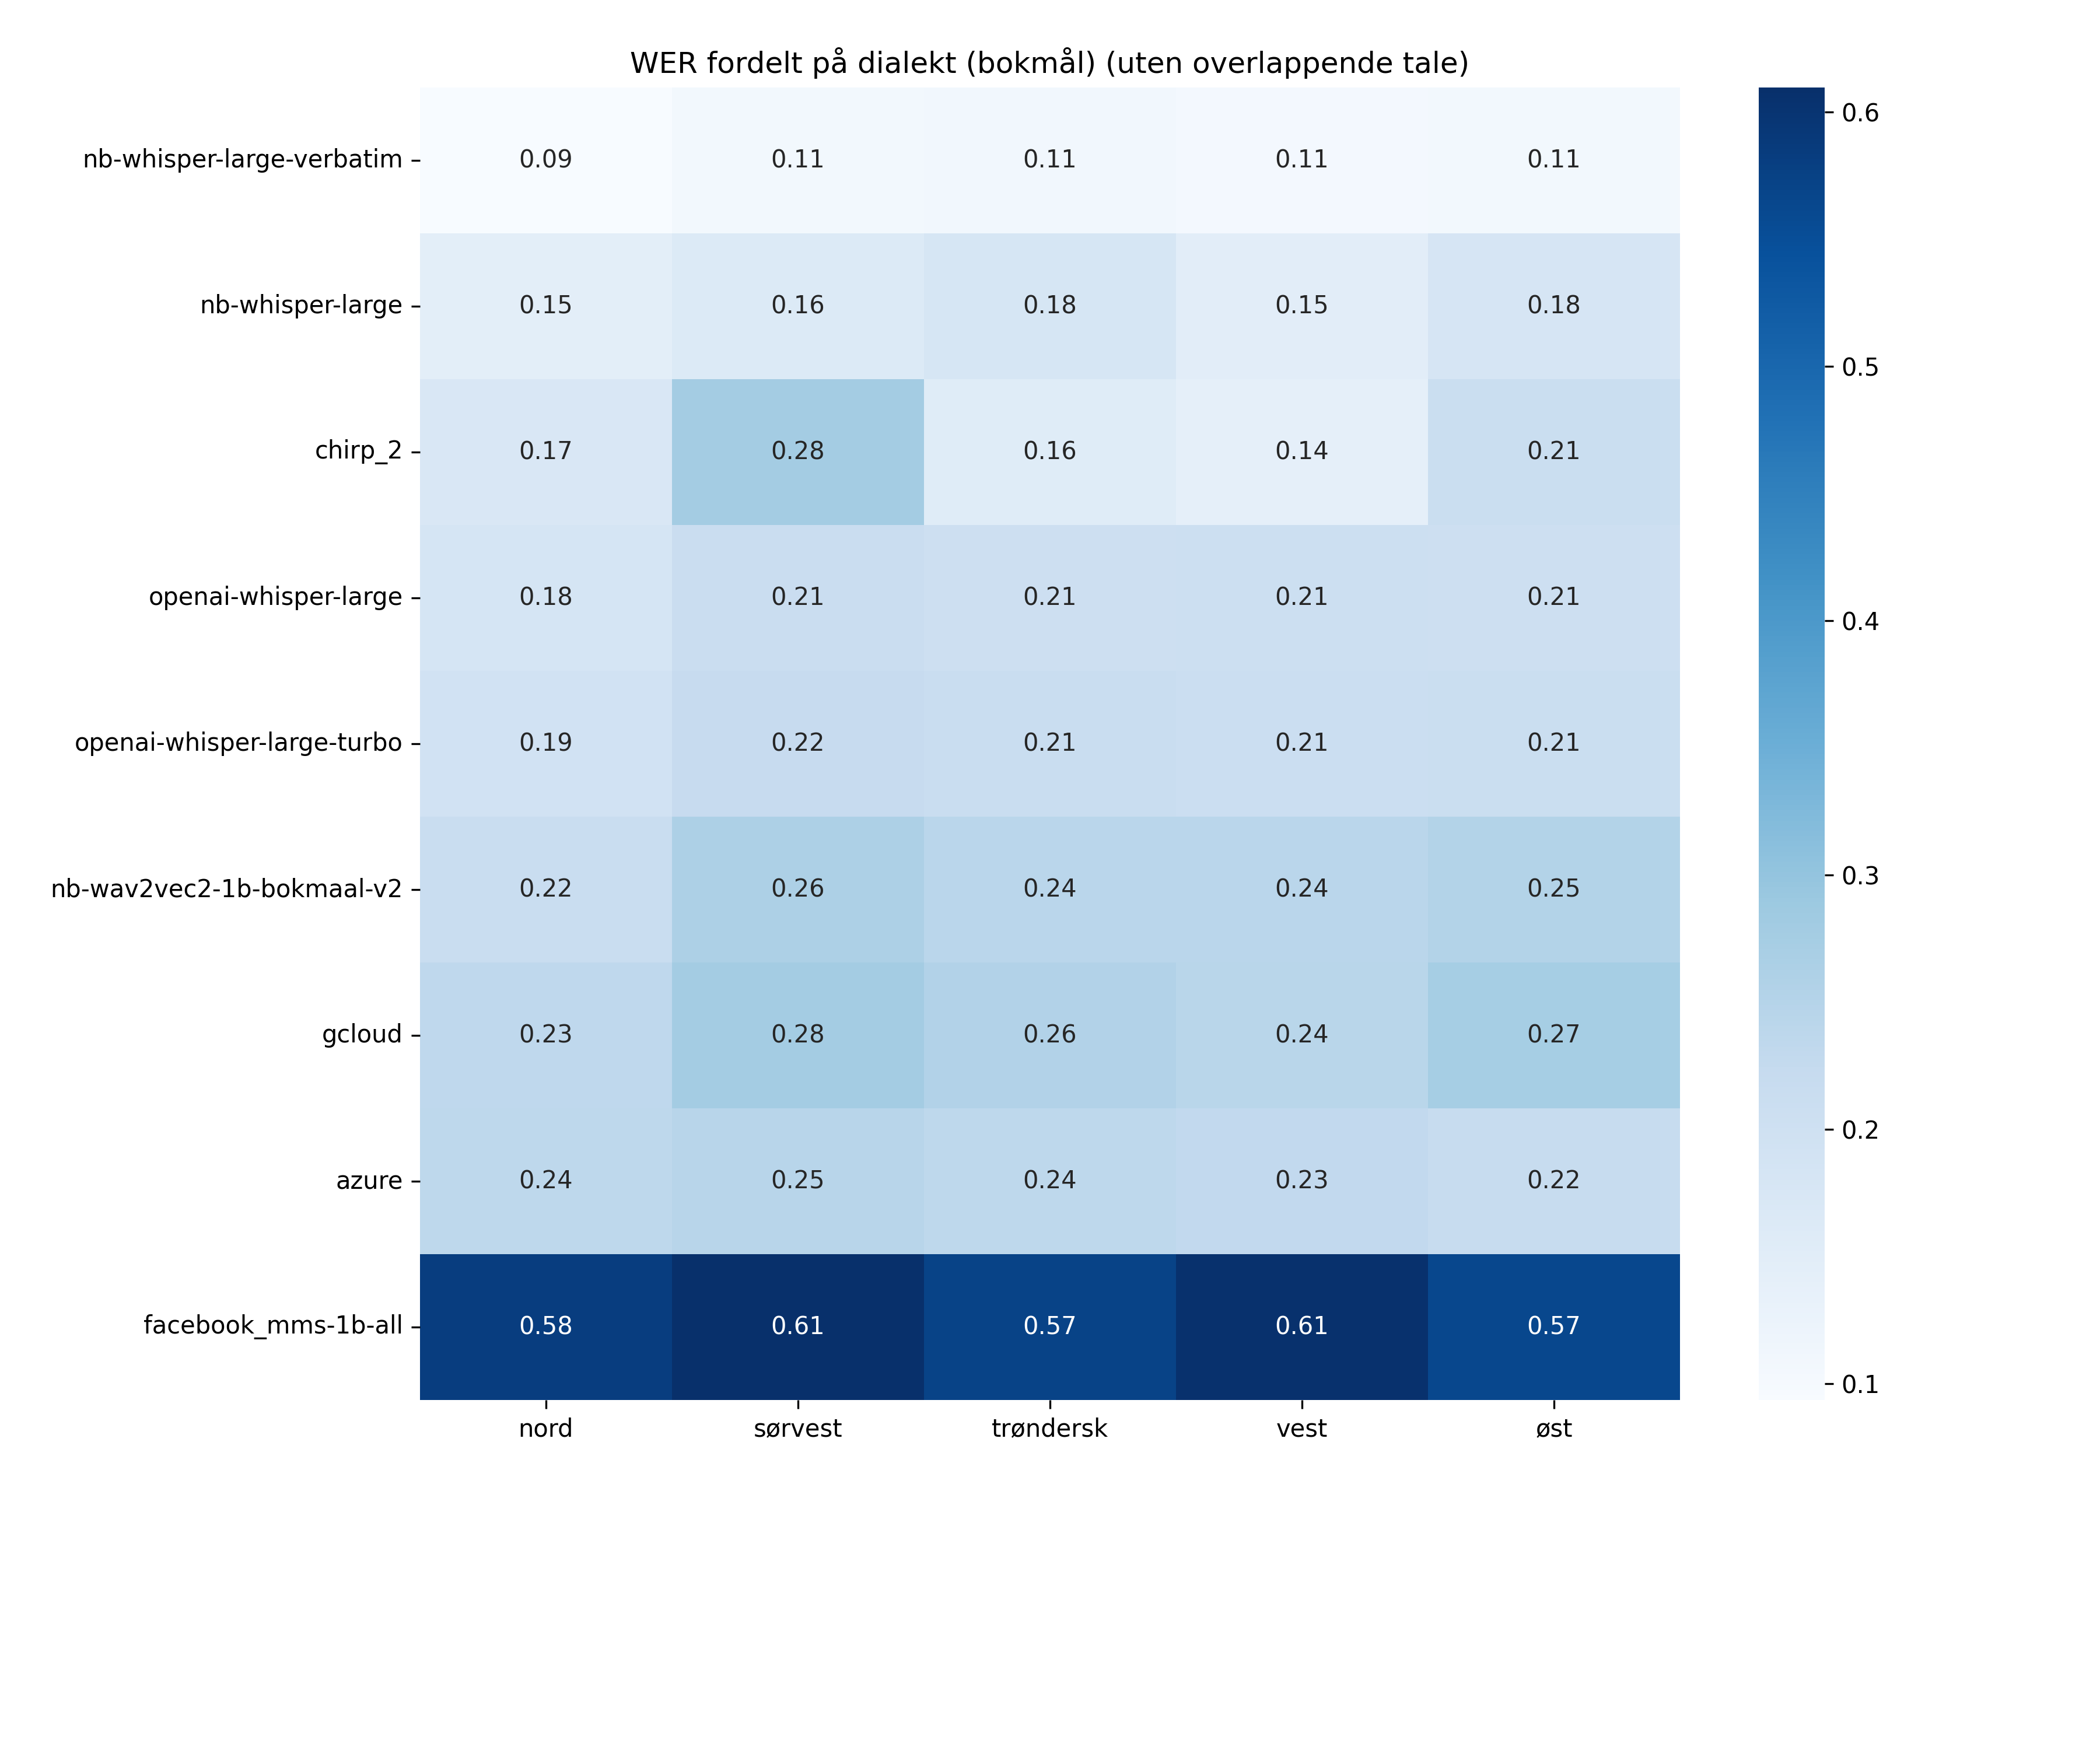 WER fordelt på dialekt (bokmål) (uten overlappende tale)
nb-whisper-large-verbatim 0.09 0.11 0.11 0.11 0.11
nb-whisper-large 0.15 0.16 0.18 0.15 0.18
chirp_2 0.17 0.28 0.16 0.14 0.21
openai-whisper-large 0.18 0.21 0.21 0.21 0.21
openai-whisper-large-turbo 0.19 0.22 0.21 0.21 0.21
nb-wav2vec2-1b-bokmaal-v2 0.22 0.26 0.24 0.24 0.25
gcloud 0.23 0.28 0.26 0.24 0.27
azure 0.24 0.25 0.24 0.23 0.22
facebook_mms-1b-all 0.58 0.61 0.57 0.61 0.57
nord sørvest trøndersk vest øst
0.6
0.5
0.4
0.3
0.2
0.1